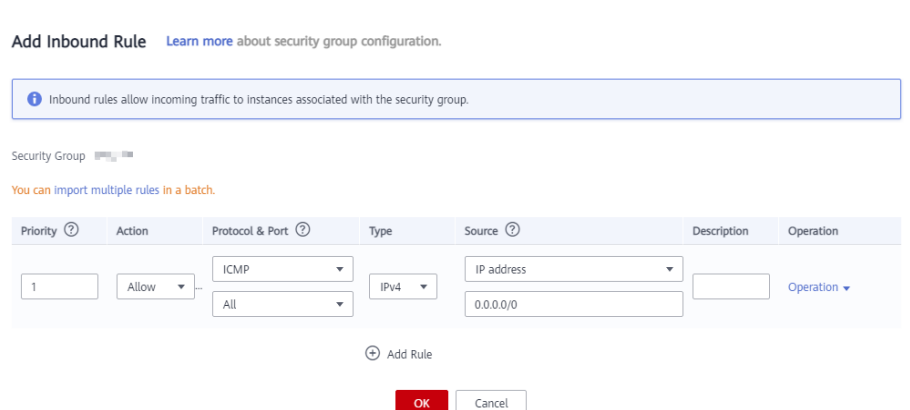 Add Inbound Rule Learn more about security group configuration.
Inbound rules allow incoming traffic to instances associated with the security group.
Security Group
You can import multiple rules in a batch.
Priority Action Protocol & Port Type Source Description Operation
1 Allow ... ICMP IPv4 IP address Operation
All 0.0.0.0/0
Add Rule
OK Cancel